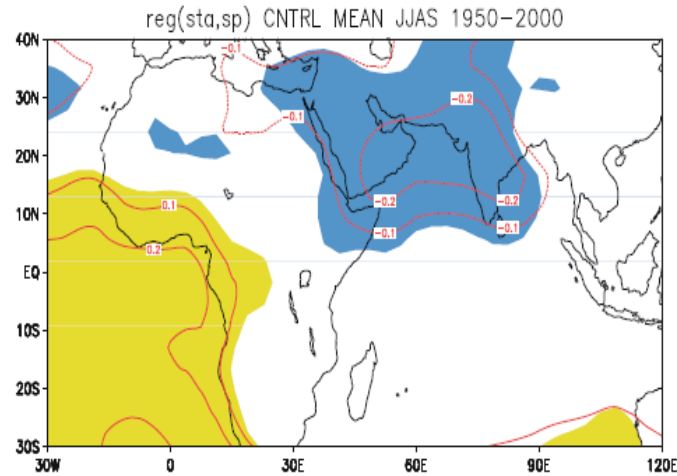 reg(sta,sp) CNTRL MEAN JJAS 1950-2000
40N
30N
20N
10N
EQ
10S
20S
30S
-0.1
-0.1
-0.2
0.1
-0.2
-0.2
-0.1
-0.1
0.2
30W
0
30E
60E
90E
120E